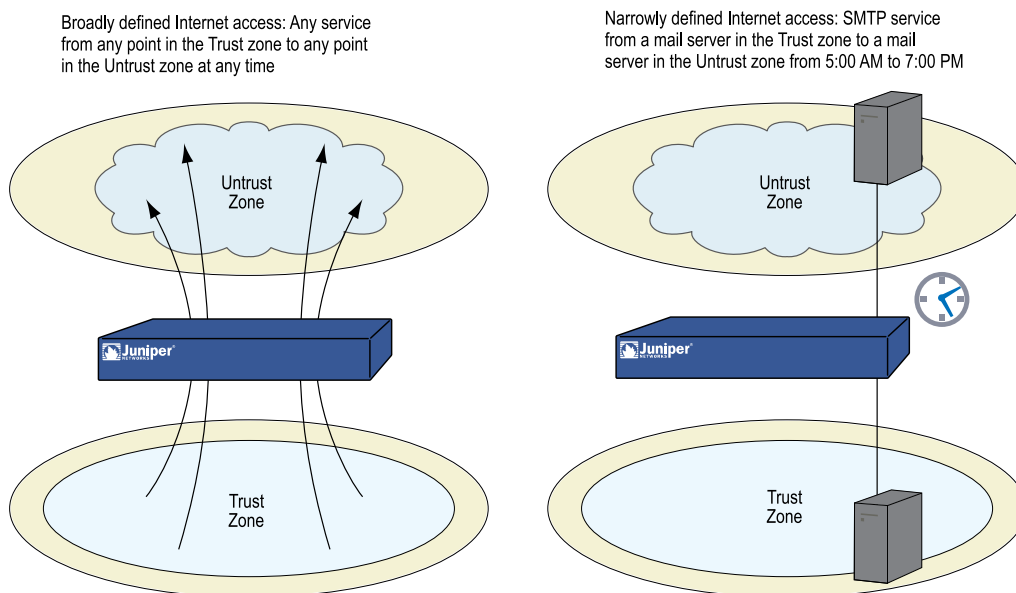 Broadly defined Internet access: Any service
from any point in the Trust zone to any point
in the Untrust zone at any time
Untrust
Zone
Juniper®
NETWORKS
Trust
Zone
Narrowly defined Internet access: SMTP service
from a mail server in the Trust zone to a mail
server in the Untrust zone from 5:00 AM to 7:00 PM
Untrust
Zone
Juniper®
NETWORKS
Trust
Zone